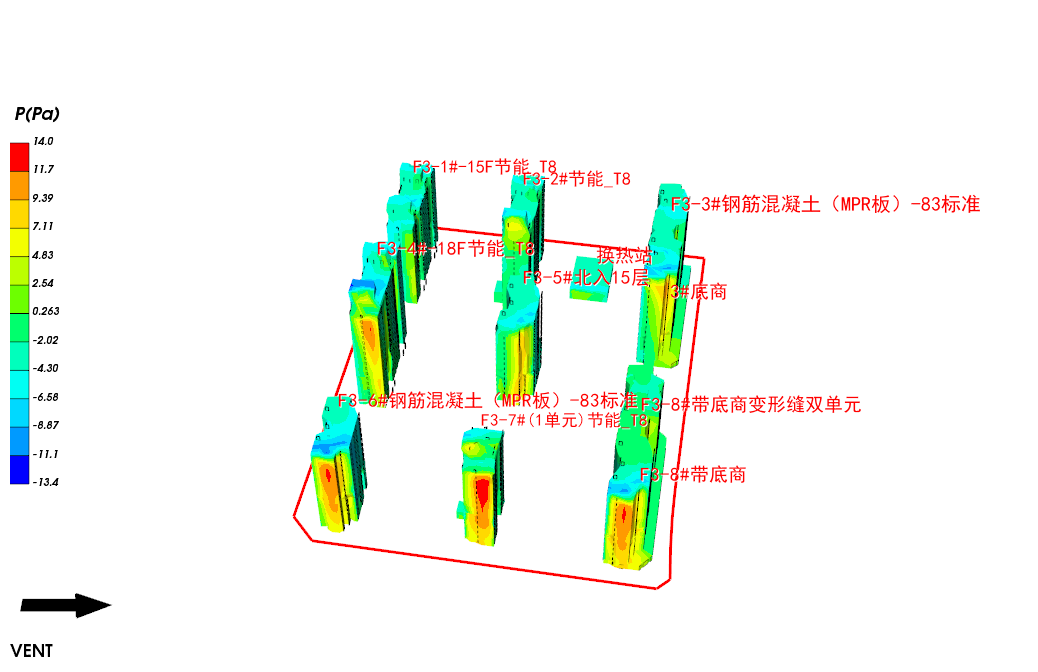 P(Pa)
14.0
11.7
9.39
7.11
4.83
2.54
0.263
-2.02
-4.30
-6.58
-8.87
-11.1
-13.4
F3-1#-15F节能_T8
F3-2#节能_T8
F3-3#钢筋混凝土（MPR板）-83标准
F3-4#-18F节能_T8
换热站
F3-5#北入15层
3#底商
F3-6#钢筋混凝土（MPR板）-83标准
F3-8#带底商变形缝双单元
F3-7#(1单元)节能_T8
F3-8#带底商
VENT